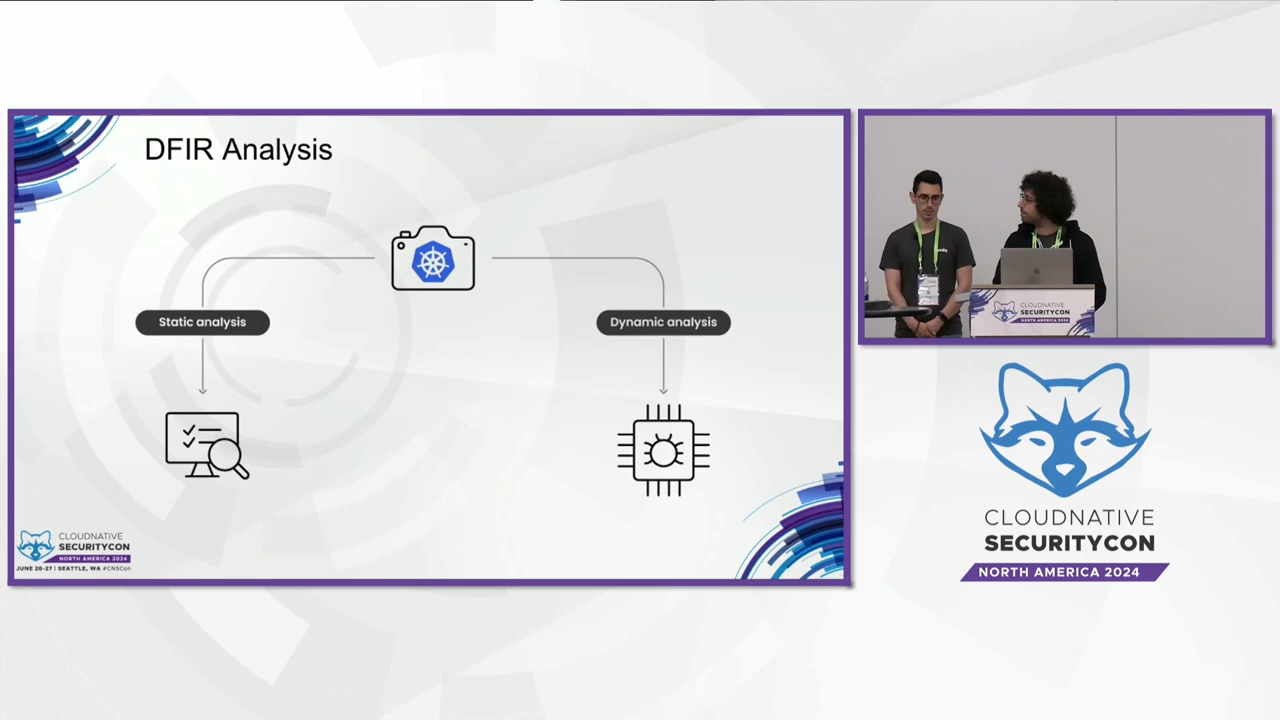 DFIR Analysis
Static analysis
Dynamic analysis
CLOUDNATIVE
SECURITYCON
NORTH AMERICA 2024
JUNE 26-27 | SEATTLE, WA #CNSCon
CLOUDNATIVE
SECURITYCON
NORTH AMERICA 2024
CLOUDNATIVE
SECURITYCON
NORTH AMERICA 2024